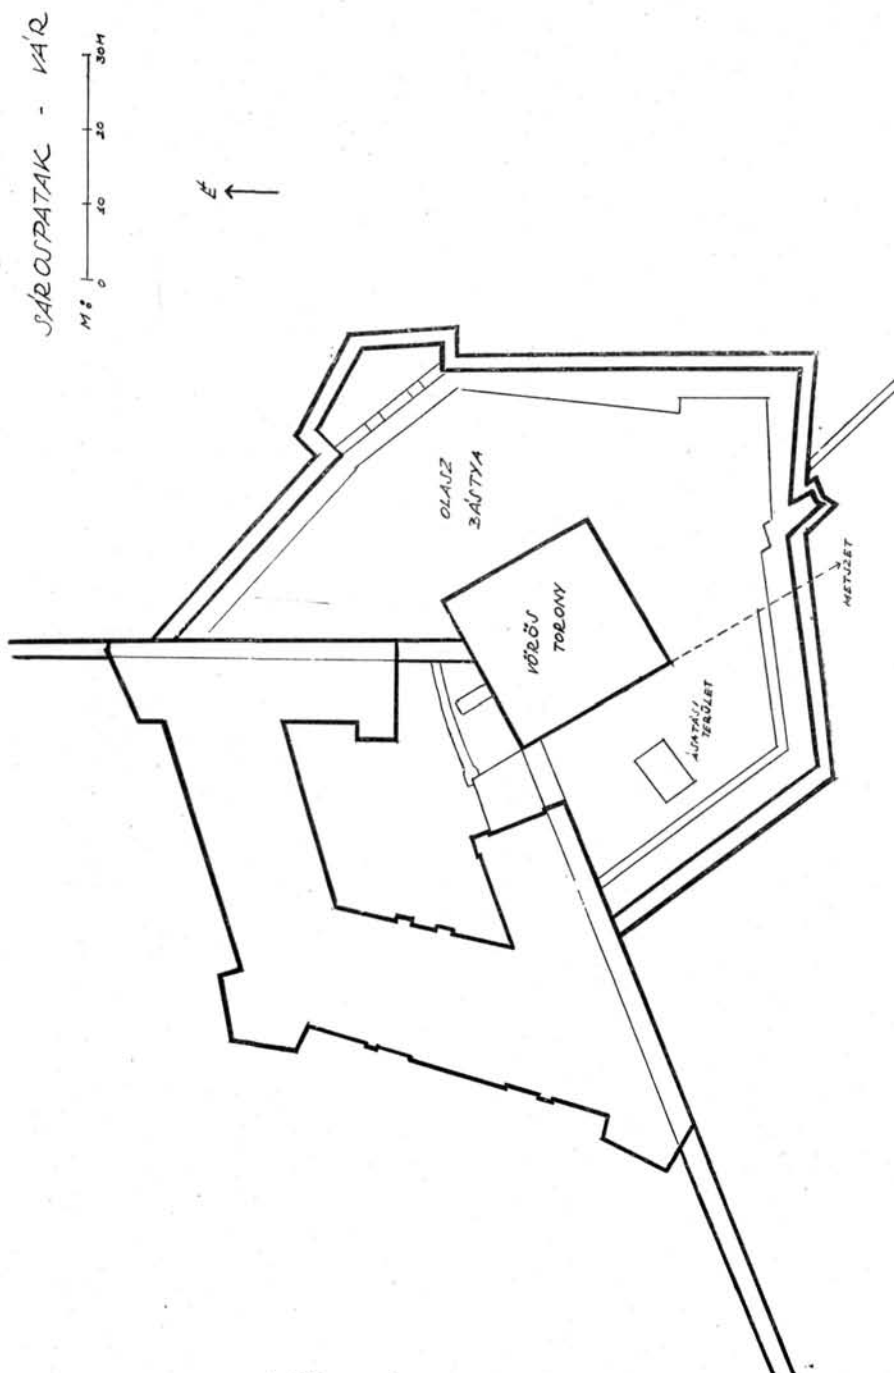 SÁROSPATAK - VÁR
M: 0 10 20 30M
É
OLASZ
BÁSTYA
VÖRÖS
TORONY
ÁSATÁSI
TERÜLET
METSZET